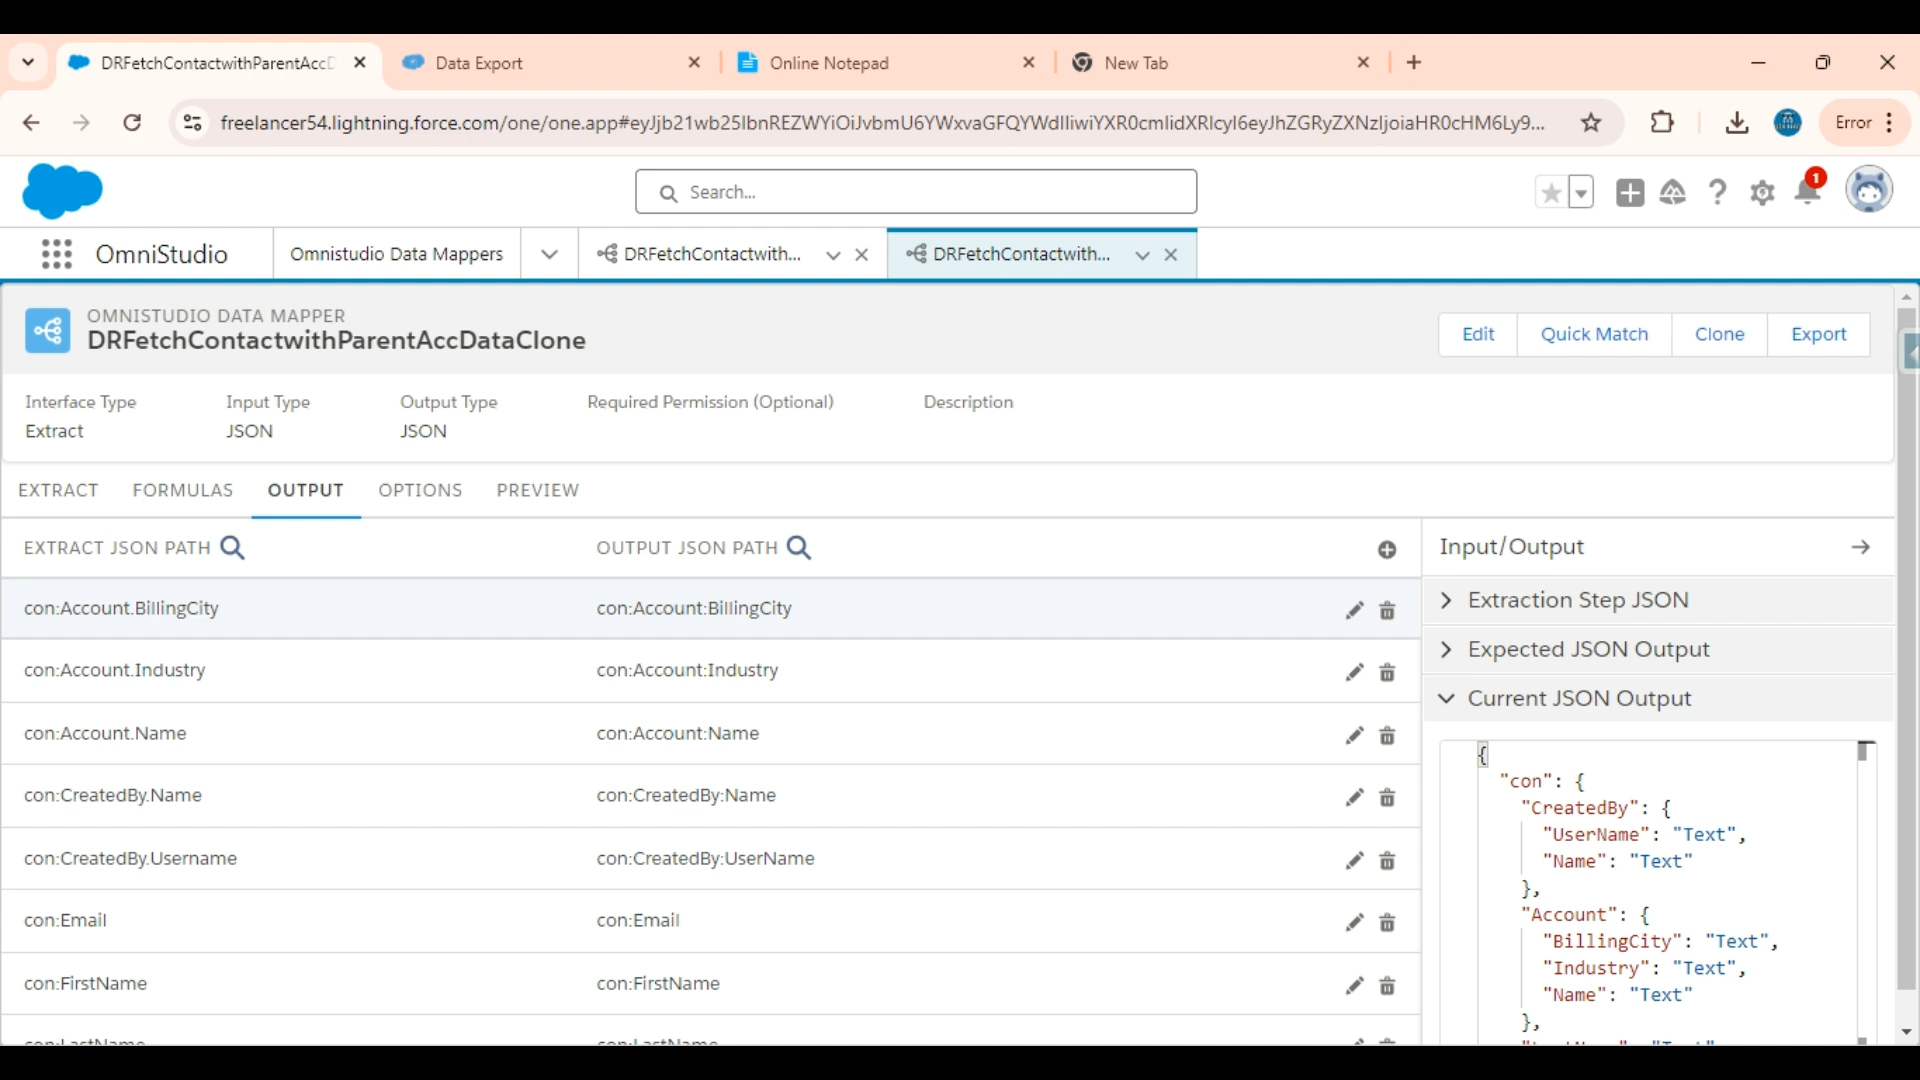 DRFetchContactwithParentAccD
Data Export
Online Notepad
New Tab
freelancer54.lightning.force.com/one/one.app#eyJjb21wb25lbnREZWYiOiJvbmU6YWxvaGFQYWdlIiwiYXR0cmlidXRlcyI6eyJhZGRyZXNzIjoiaHR0cHM6Ly9...
Error
Search...
1
OmniStudio
Omnistudio Data Mappers
DRFetchContactwith...
DRFetchContactwith...
OMNISTUDIO DATA MAPPER
DRFetchContactwithParentAccDataClone
Edit
Quick Match
Clone
Export
Interface Type
Input Type
Output Type
Required Permission (Optional)
Description
Extract
JSON
JSON
EXTRACT
FORMULAS
OUTPUT
OPTIONS
PREVIEW
EXTRACT JSON PATH
OUTPUT JSON PATH
con:Account.BillingCity
con:Account:BillingCity
con:Account.Industry
con:Account:Industry
con:Account.Name
con:Account:Name
con:CreatedBy.Name
con:CreatedBy:Name
con:CreatedBy.Username
con:CreatedBy:UserName
con:Email
con:Email
con:FirstName
con:FirstName
con:LastName
con:LastName
Input/Output
Extraction Step JSON
Expected JSON Output
Current JSON Output
{
"con": {
"CreatedBy": {
"UserName": "Text",
"Name": "Text"
},
"Account": {
"BillingCity": "Text",
"Industry": "Text",
"Name": "Text"
},